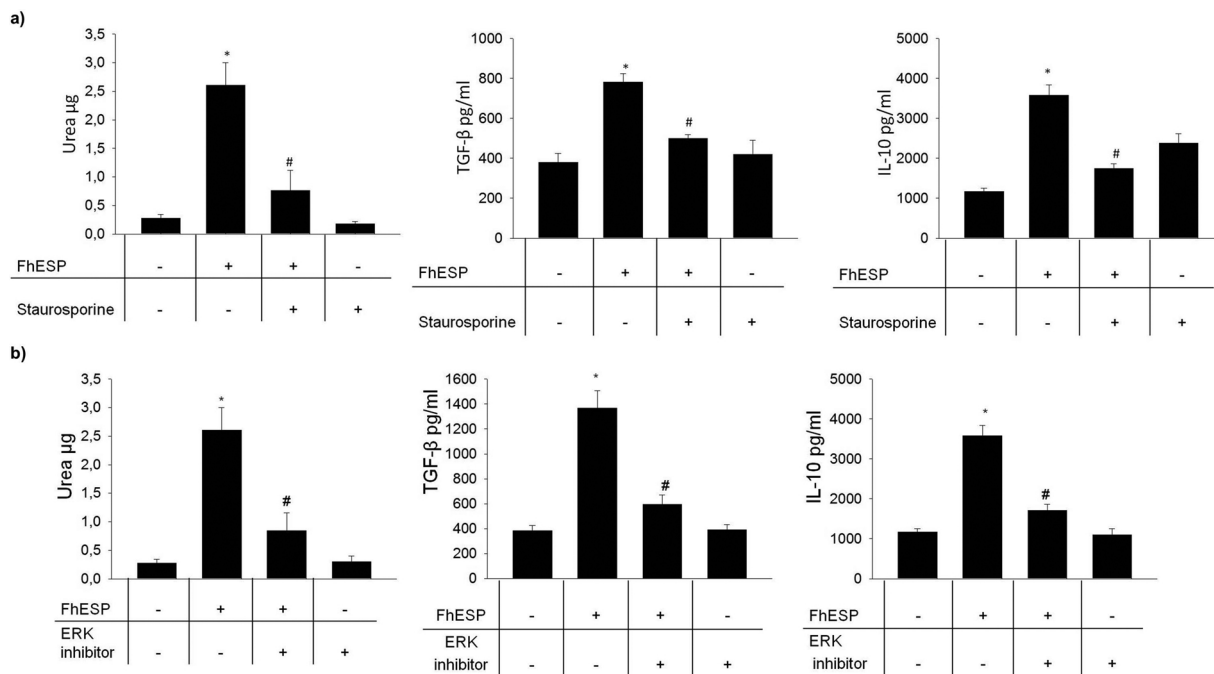 a)
3,5
3,0
2,5
2,0
1,5
1,0
0,5
0,0
Urea µg
*
#
FhESP - + + -
Staurosporine - - + +
1000
800
600
400
200
0
TGF-β pg/ml
*
#
- + + -
Staurosporine - - + +
5000
4000
3000
2000
1000
0
IL-10 pg/ml
*
#
FhESP - + + -
Staurosporine - - + +
b)
3,5
3,0
2,5
2,0
1,5
1,0
0,5
0,0
Urea µg
*
#
FhESP - + + -
ERK
inhibitor - - + +
1600
1400
1200
1000
800
600
400
200
0
TGF-β pg/ml
*
#
FhESP - + + -
ERK
inhibitor - - + +
5000
4000
3000
2000
1000
0
IL-10 pg/ml
*
#
FhESP - + + -
ERK
inhibitor - - + +